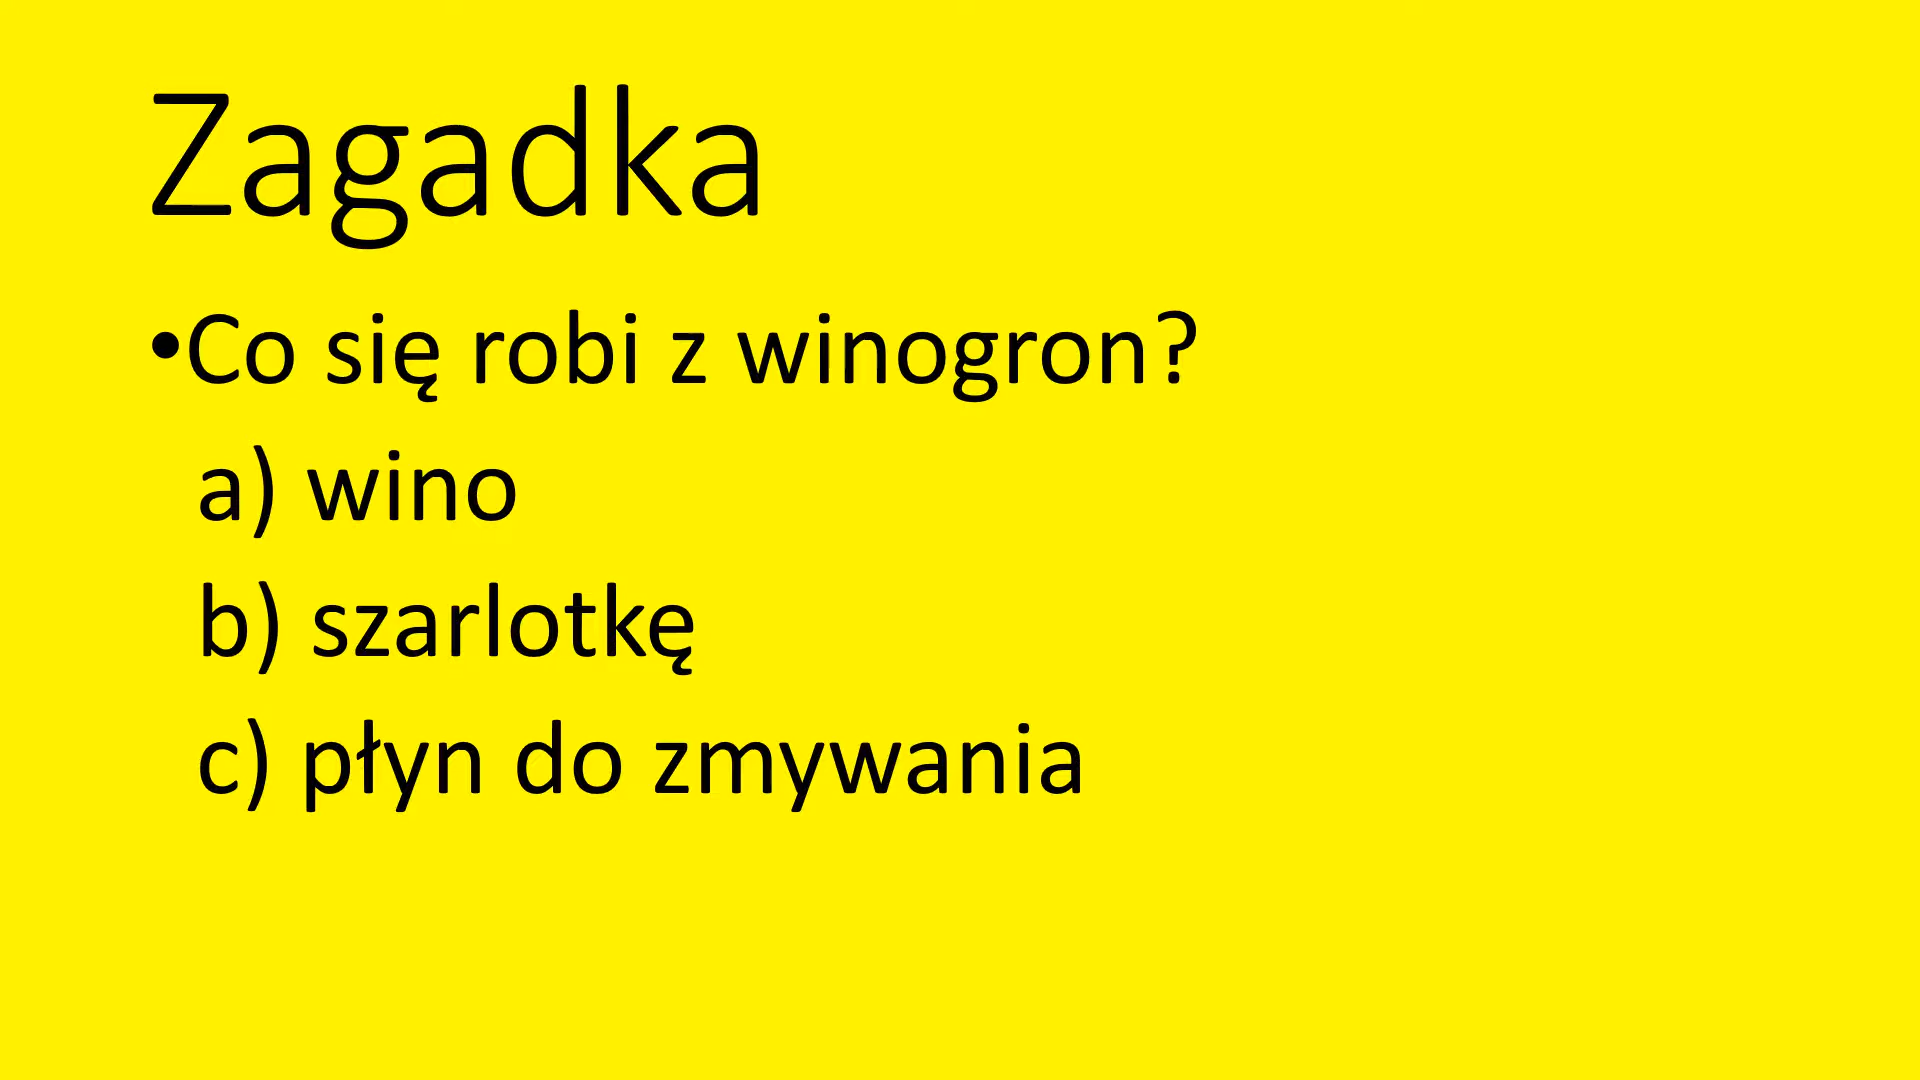 Zagadka
•Co się robi z winogron?
a) wino
b) szarlotkę
c) płyn do zmywania